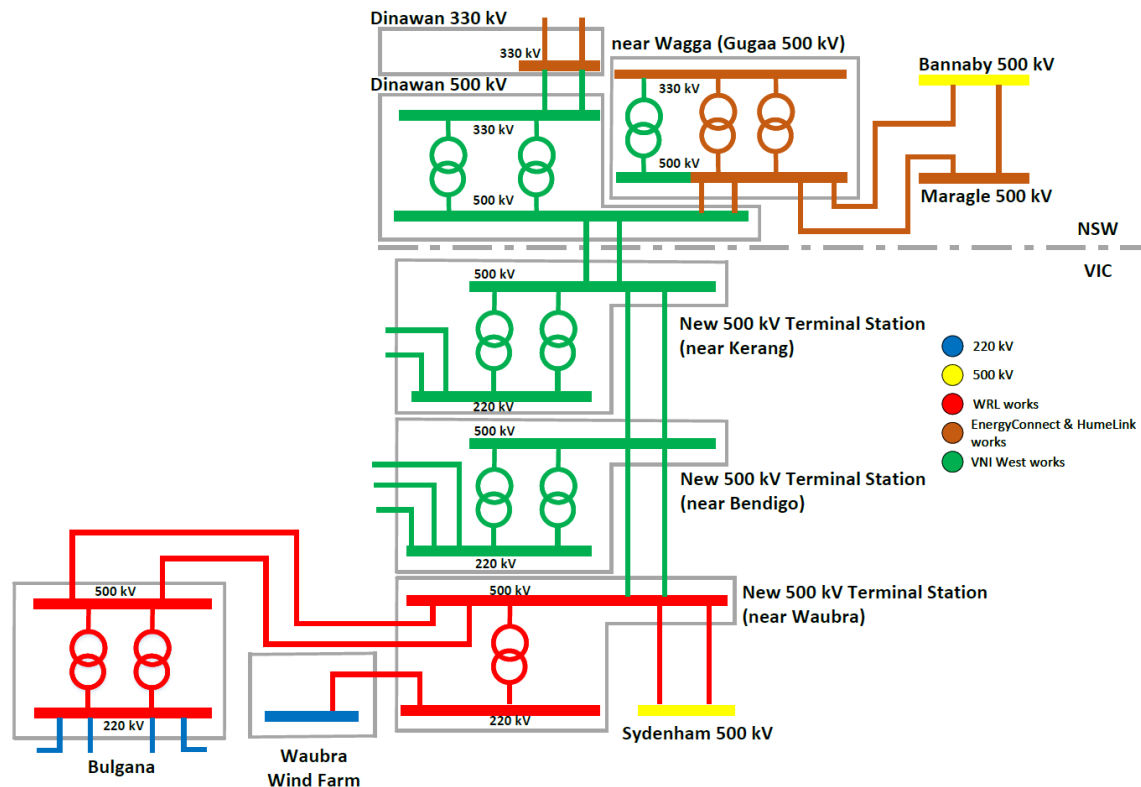 Dinawan 330 kV
330 kV
near Wagga (Gugaa 500 kV)
Bannaby 500 kV
Dinawan 500 kV
330 kV
330 kV
500 kV
500 kV
Maragle 500 kV
NSW
VIC
500 kV
New 500 kV Terminal Station
(near Kerang)
220 kV
220 kV
500 kV
WRL works
EnergyConnect & HumeLink
works
VNI West works
500 kV
New 500 kV Terminal Station
(near Bendigo)
220 kV
500 kV
500 kV
New 500 kV Terminal Station
(near Waubra)
220 kV
220 kV
Sydenham 500 kV
Bulgana
Waubra
Wind Farm